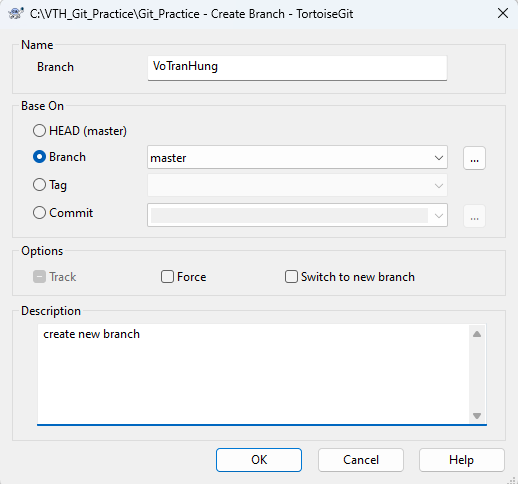 C:\VTH_Git_Practice\Git_Practice - Create Branch - TortoiseGit
Name
Branch VoTranHung
Base On
HEAD (master)
Branch master ...
Tag
Commit ...
Options
Track Force Switch to new branch
Description
create new branch
OK Cancel Help